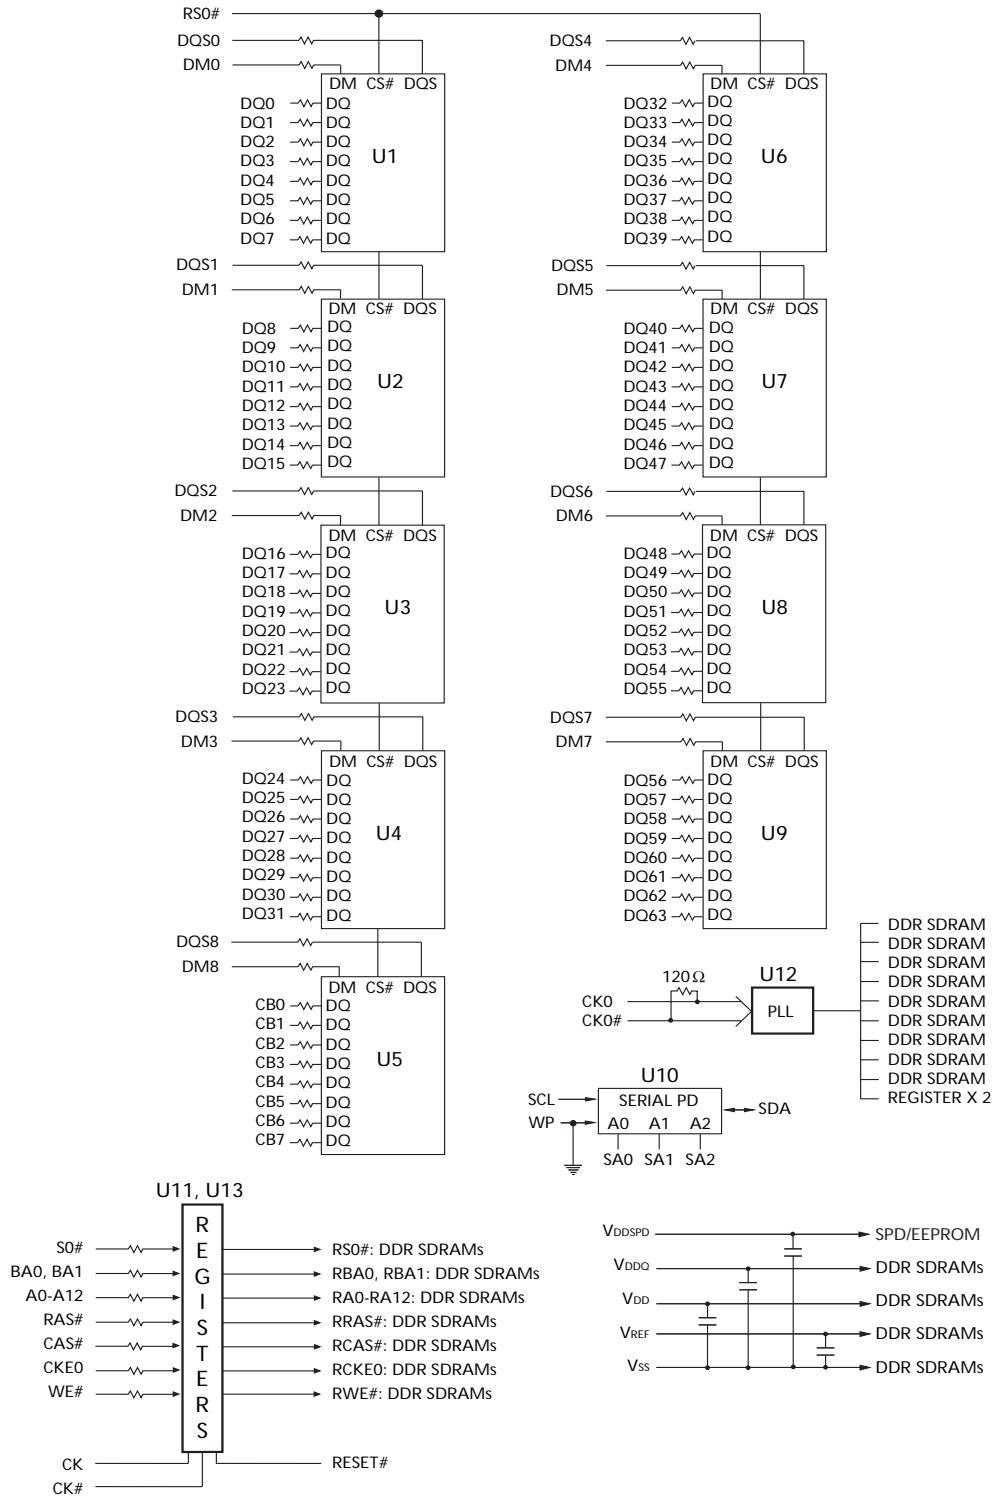 RS0#
DQS0
DM0
DM CS# DQS
DQ0 DQ
DQ1 DQ
DQ2 DQ
DQ3 DQ
DQ4 DQ
DQ5 DQ
DQ6 DQ
DQ7 DQ
U1
DQS1
DM1
DM CS# DQS
DQ8 DQ
DQ9 DQ
DQ10 DQ
DQ11 DQ
DQ12 DQ
DQ13 DQ
DQ14 DQ
DQ15 DQ
U2
DQS2
DM2
DM CS# DQS
DQ16 DQ
DQ17 DQ
DQ18 DQ
DQ19 DQ
DQ20 DQ
DQ21 DQ
DQ22 DQ
DQ23 DQ
U3
DQS3
DM3
DM CS# DQS
DQ24 DQ
DQ25 DQ
DQ26 DQ
DQ27 DQ
DQ28 DQ
DQ29 DQ
DQ30 DQ
DQ31 DQ
U4
DQS8
DM8
DM CS# DQS
CB0 DQ
CB1 DQ
CB2 DQ
CB3 DQ
CB4 DQ
CB5 DQ
CB6 DQ
CB7 DQ
U5
DQS4
DM4
DM CS# DQS
DQ32 DQ
DQ33 DQ
DQ34 DQ
DQ35 DQ
DQ36 DQ
DQ37 DQ
DQ38 DQ
DQ39 DQ
U6
DQS5
DM5
DM CS# DQS
DQ40 DQ
DQ41 DQ
DQ42 DQ
DQ43 DQ
DQ44 DQ
DQ45 DQ
DQ46 DQ
DQ47 DQ
U7
DQS6
DM6
DM CS# DQS
DQ48 DQ
DQ49 DQ
DQ50 DQ
DQ51 DQ
DQ52 DQ
DQ53 DQ
DQ54 DQ
DQ55 DQ
U8
DQS7
DM7
DM CS# DQS
DQ56 DQ
DQ57 DQ
DQ58 DQ
DQ59 DQ
DQ60 DQ
DQ61 DQ
DQ62 DQ
DQ63 DQ
U9
120Ω
CK0
CK0#
U12
PLL
DDR SDRAM
DDR SDRAM
DDR SDRAM
DDR SDRAM
DDR SDRAM
DDR SDRAM
DDR SDRAM
DDR SDRAM
DDR SDRAM
REGISTER X 2
U10
SERIAL PD
SCL
WP
A0 A1 A2
SDA
SA0 SA1 SA2
U11, U13
REGISTERS
S0# RS0#: DDR SDRAMs
BA0, BA1 RBA0, RBA1: DDR SDRAMs
A0-A12 RA0-RA12: DDR SDRAMs
RAS# RRAS#: DDR SDRAMs
CAS# RCAS#: DDR SDRAMs
CKE0 RCKE0: DDR SDRAMs
WE# RWE#: DDR SDRAMs
CK RESET#
CK#
VDDSPD SPD/EEPROM
VDDQ DDR SDRAMs
VDD DDR SDRAMs
VREF DDR SDRAMs
VSS DDR SDRAMs